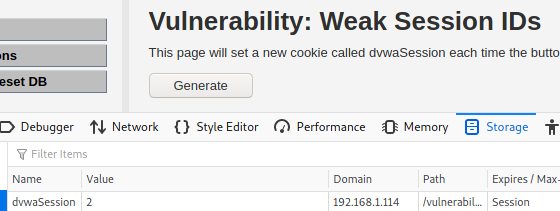 Vulnerability: Weak Session IDs
ns
This page will set a new cookie called dvwaSession each time the butto
eset DB
Generate
Debugger Network Style Editor Performance Memory Storage
Filter Items
Name Value Domain Path Expires / Max-
dvwaSession 2 192.168.1.114 /vulnerabil... Session